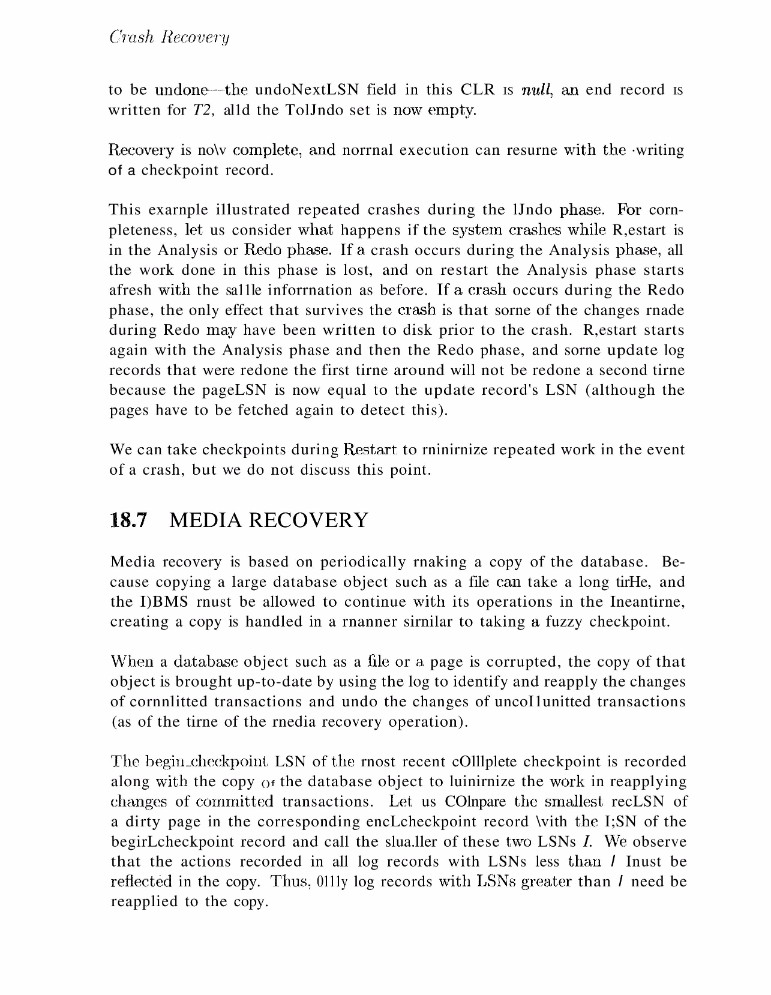 Crash Recovery
to be undone—the undoNextLSN field in this CLR is null, an end record is
written for T2, alld the TolJndo set is now empty.
Recovery is no\v complete, and norrnal execution can resurne with the ·writing
of a checkpoint record.
This exarnple illustrated repeated crashes during the lJndo phase. For corn-
pleteness, let us consider what happens if the system crashes while R,estart is
in the Analysis or Redo phase. If a crash occurs during the Analysis phase, all
the work done in this phase is lost, and on restart the Analysis phase starts
afresh with the sal1le inforrnation as before. If a crash occurs during the Redo
phase, the only effect that survives the crash is that sorne of the changes rnade
during Redo may have been written to disk prior to the crash. R,estart starts
again with the Analysis phase and then the Redo phase, and sorne update log
records that were redone the first tirne around will not be redone a second tirne
because the pageLSN is now equal to the update record's LSN (although the
pages have to be fetched again to detect this).
We can take checkpoints during Restart to rninirnize repeated work in the event
of a crash, but we do not discuss this point.
18.7 MEDIA RECOVERY
Media recovery is based on periodically rnaking a copy of the database. Be-
cause copying a large database object such as a file can take a long tirHe, and
the I)BMS rnust be allowed to continue with its operations in the Ineantirne,
creating a copy is handled in a rnanner sirnilar to taking a fuzzy checkpoint.
When a database object such as a file or a page is corrupted, the copy of that
object is brought up-to-date by using the log to identify and reapply the changes
of cornnlitted transactions and undo the changes of uncoI1unitted transactions
(as of the tirne of the rnedia recovery operation).
The begin_checkpoint LSN of the rnost recent cOlllplete checkpoint is recorded
along with the copy of the database object to luinirnize the work in reapplying
changes of committed transactions. Let us COlnpare the smallest recLSN of
a dirty page in the corresponding encLcheckpoint record \vith the I;SN of the
begirLcheckpoint record and call the slua.ller of these two LSNs I. We observe
that the actions recorded in all log records with LSNs less than I Inust be
reflected in the copy. Thus, 0111y log records with LSNs greater than I need be
reapplied to the copy.